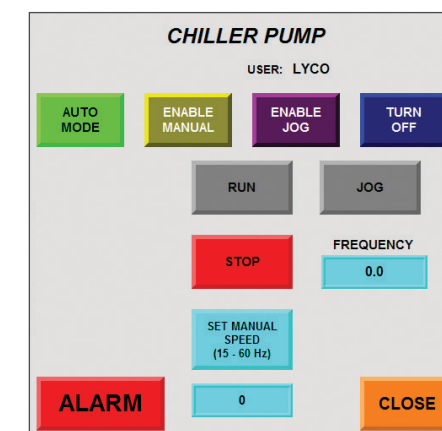 CHILLER PUMP
USER: LYCO
AUTO
MODE
ENABLE
MANUAL
ENABLE
JOG
TURN
OFF
RUN
JOG
STOP
FREQUENCY
0.0
SET MANUAL
SPEED
(15 - 60 Hz)
ALARM
0
CLOSE